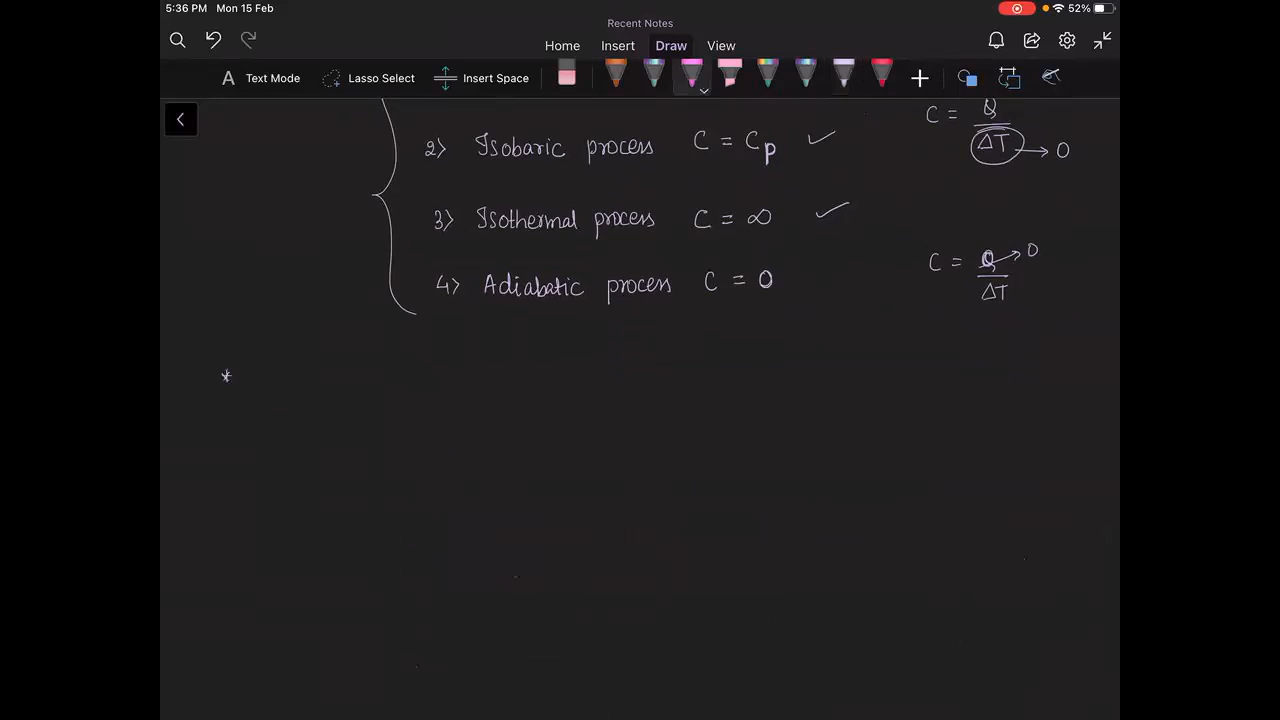 5:36 PM Mon 15 Feb
52%
Recent Notes
Home Insert Draw View
A Text Mode Lasso Select Insert Space
C = Q / ΔT → 0
2) Isobaric process C = Cp ✓
3) Isothermal process C = ∞ ✓
C = Q → 0 / ΔT
4) Adiabatic process C = 0
*